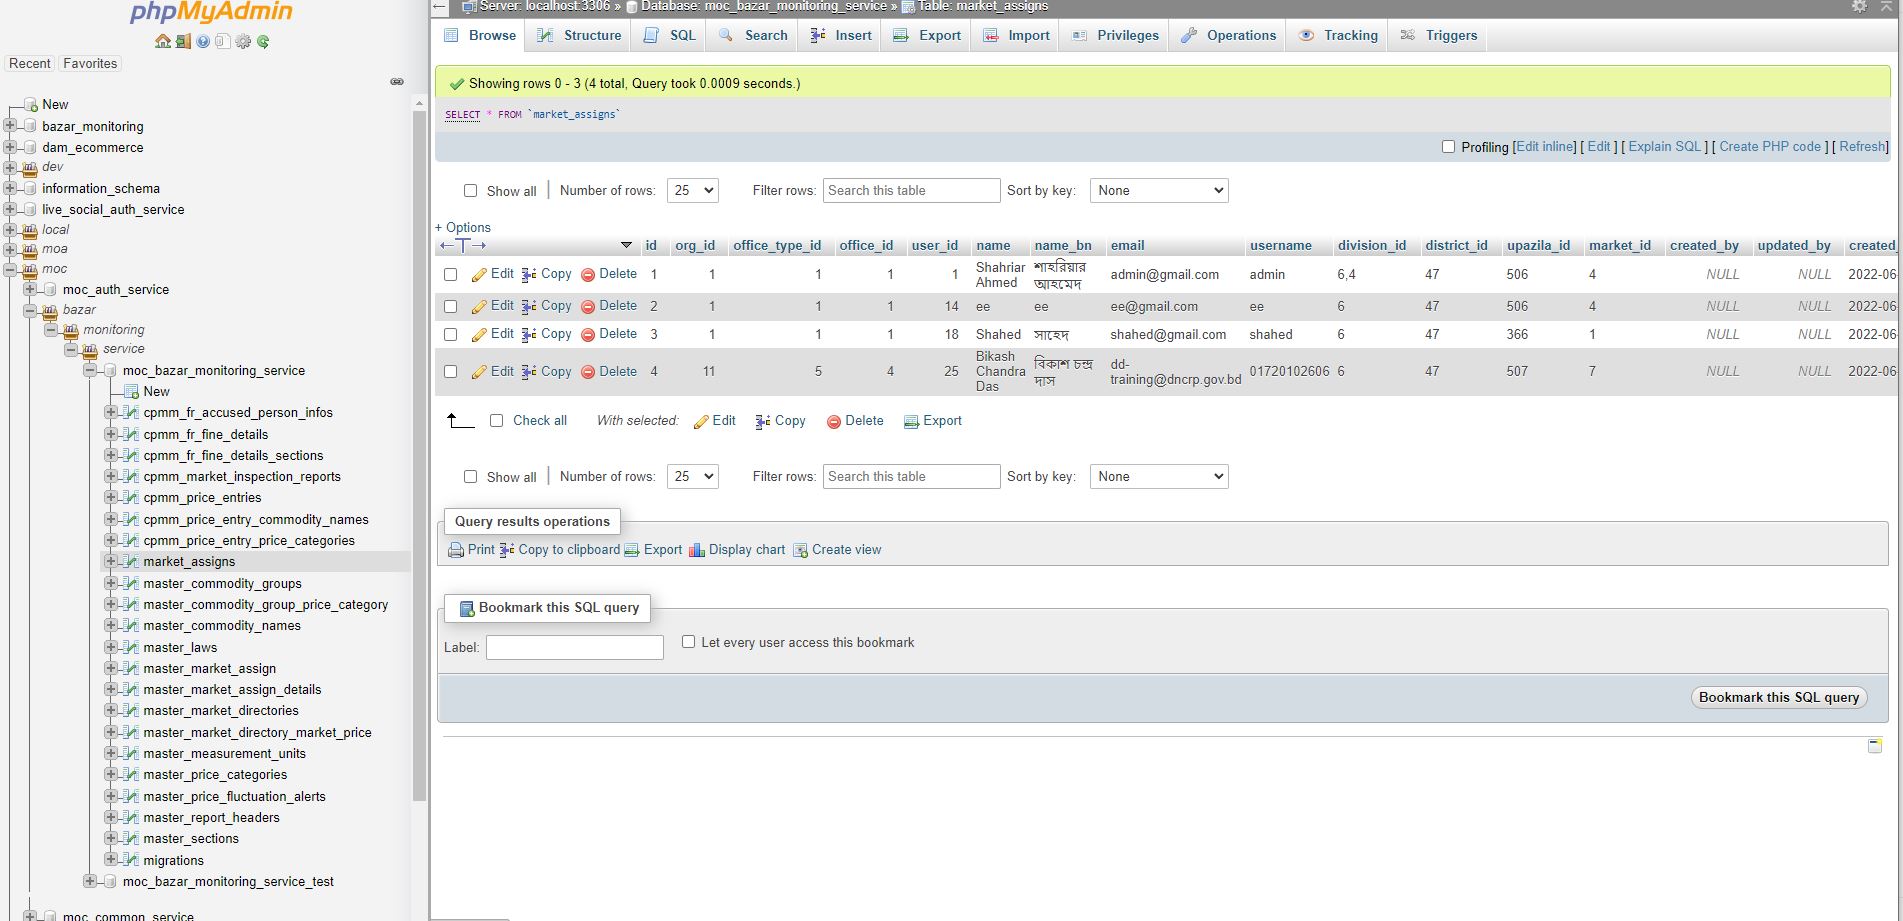 phpMyAdmin
Recent Favorites
New
bazar_monitoring
dam_ecommerce
dev
information_schema
live_social_auth_service
local
moa
moc
moc_auth_service
bazar
monitoring
service
moc_bazar_monitoring_service
New
cpmm_fr_accused_person_infos
cpmm_fr_fine_details
cpmm_fr_fine_details_sections
cpmm_market_inspection_reports
cpmm_price_entries
cpmm_price_entry_commodity_names
cpmm_price_entry_price_categories
market_assigns
master_commodity_groups
master_commodity_group_price_category
master_commodity_names
master_laws
master_market_assign
master_market_assign_details
master_market_directories
master_market_directory_market_price
master_measurement_units
master_price_categories
master_price_fluctuation_alerts
master_report_headers
master_sections
migrations
moc_bazar_monitoring_service_test
moc_common_service
Server: localhost:3306 » Database: moc_bazar_monitoring_service » Table: market_assigns
Browse Structure SQL Search Insert Export Import Privileges Operations Tracking Triggers
Showing rows 0 - 3 (4 total, Query took 0.0009 seconds.)
SELECT * FROM `market_assigns`
Profiling [Edit inline] [ Edit ] [ Explain SQL ] [ Create PHP code ] [ Refresh]
Show all | Number of rows: 25 Filter rows: Search this table Sort by key: None
+ Options
id org_id office_type_id office_id user_id name name_bn email username division_id district_id upazila_id market_id created_by updated_by created_
Edit Copy Delete 1 1 1 1 1 Shahriar Ahmed শাহরিয়ার আহমেদ admin@gmail.com admin 6,4 47 506 4 NULL NULL 2022-06-
Edit Copy Delete 2 1 1 1 14 ee ee ee@gmail.com ee 6 47 506 4 NULL NULL 2022-06-
Edit Copy Delete 3 1 1 1 18 Shahed সাহেদ shahed@gmail.com shahed 6 47 366 1 NULL NULL 2022-06-
Edit Copy Delete 4 11 5 4 25 Bikash Chandra Das বিকাশ চন্দ্র দাস dd-training@dncrp.gov.bd 01720102606 6 47 507 7 NULL NULL 2022-06-
Check all With selected: Edit Copy Delete Export
Show all | Number of rows: 25 Filter rows: Search this table Sort by key: None
Query results operations
Print Copy to clipboard Export Display chart Create view
Bookmark this SQL query
Label: Let every user access this bookmark
Bookmark this SQL query